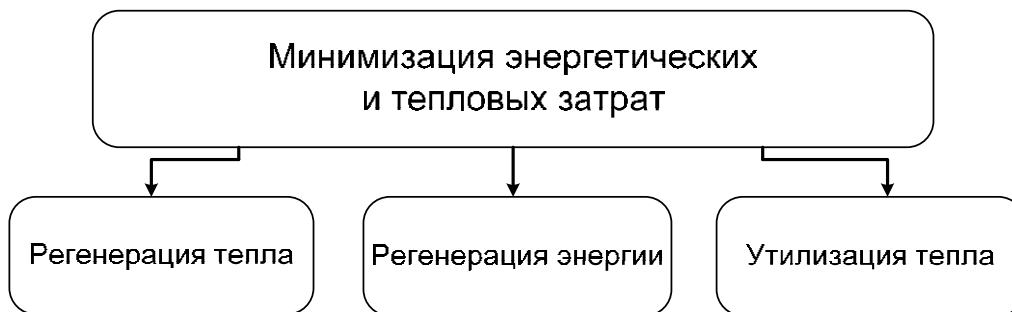 Минимизация энергетических
и тепловых затрат
Регенерация тепла
Регенерация энергии
Утилизация тепла